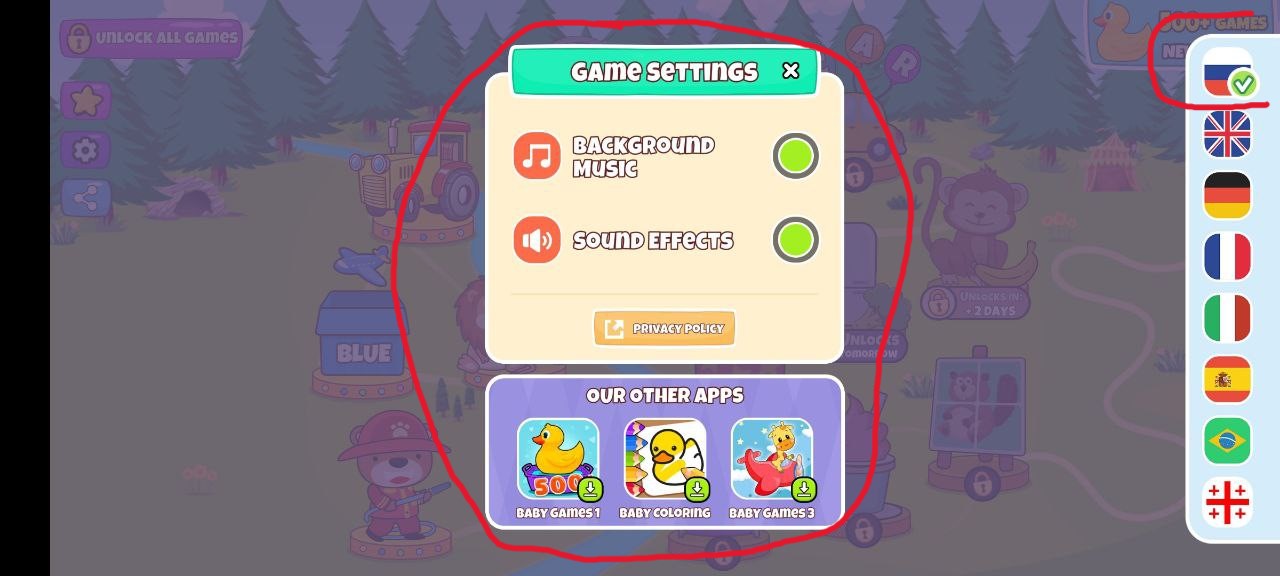 UNLOCK ALL GAMES
500+ GAMES
NEW
A
R
GAME SETTINGS
BACKGROUND
MUSIC
SOUND EFFECTS
PRIVACY POLICY
BLUE
UNLOCKS IN:
2 DAYS
UNLOCKS
TOMORROW
OUR OTHER APPS
500
BABY GAMES 1
BABY COLORING
BABY GAMES 3